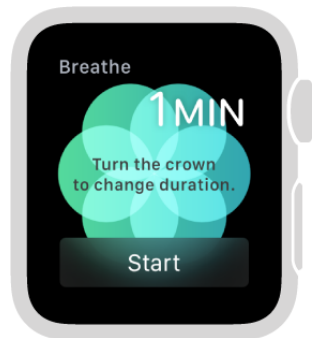 Breathe
1MIN
Turn the crown
to change duration.
Start